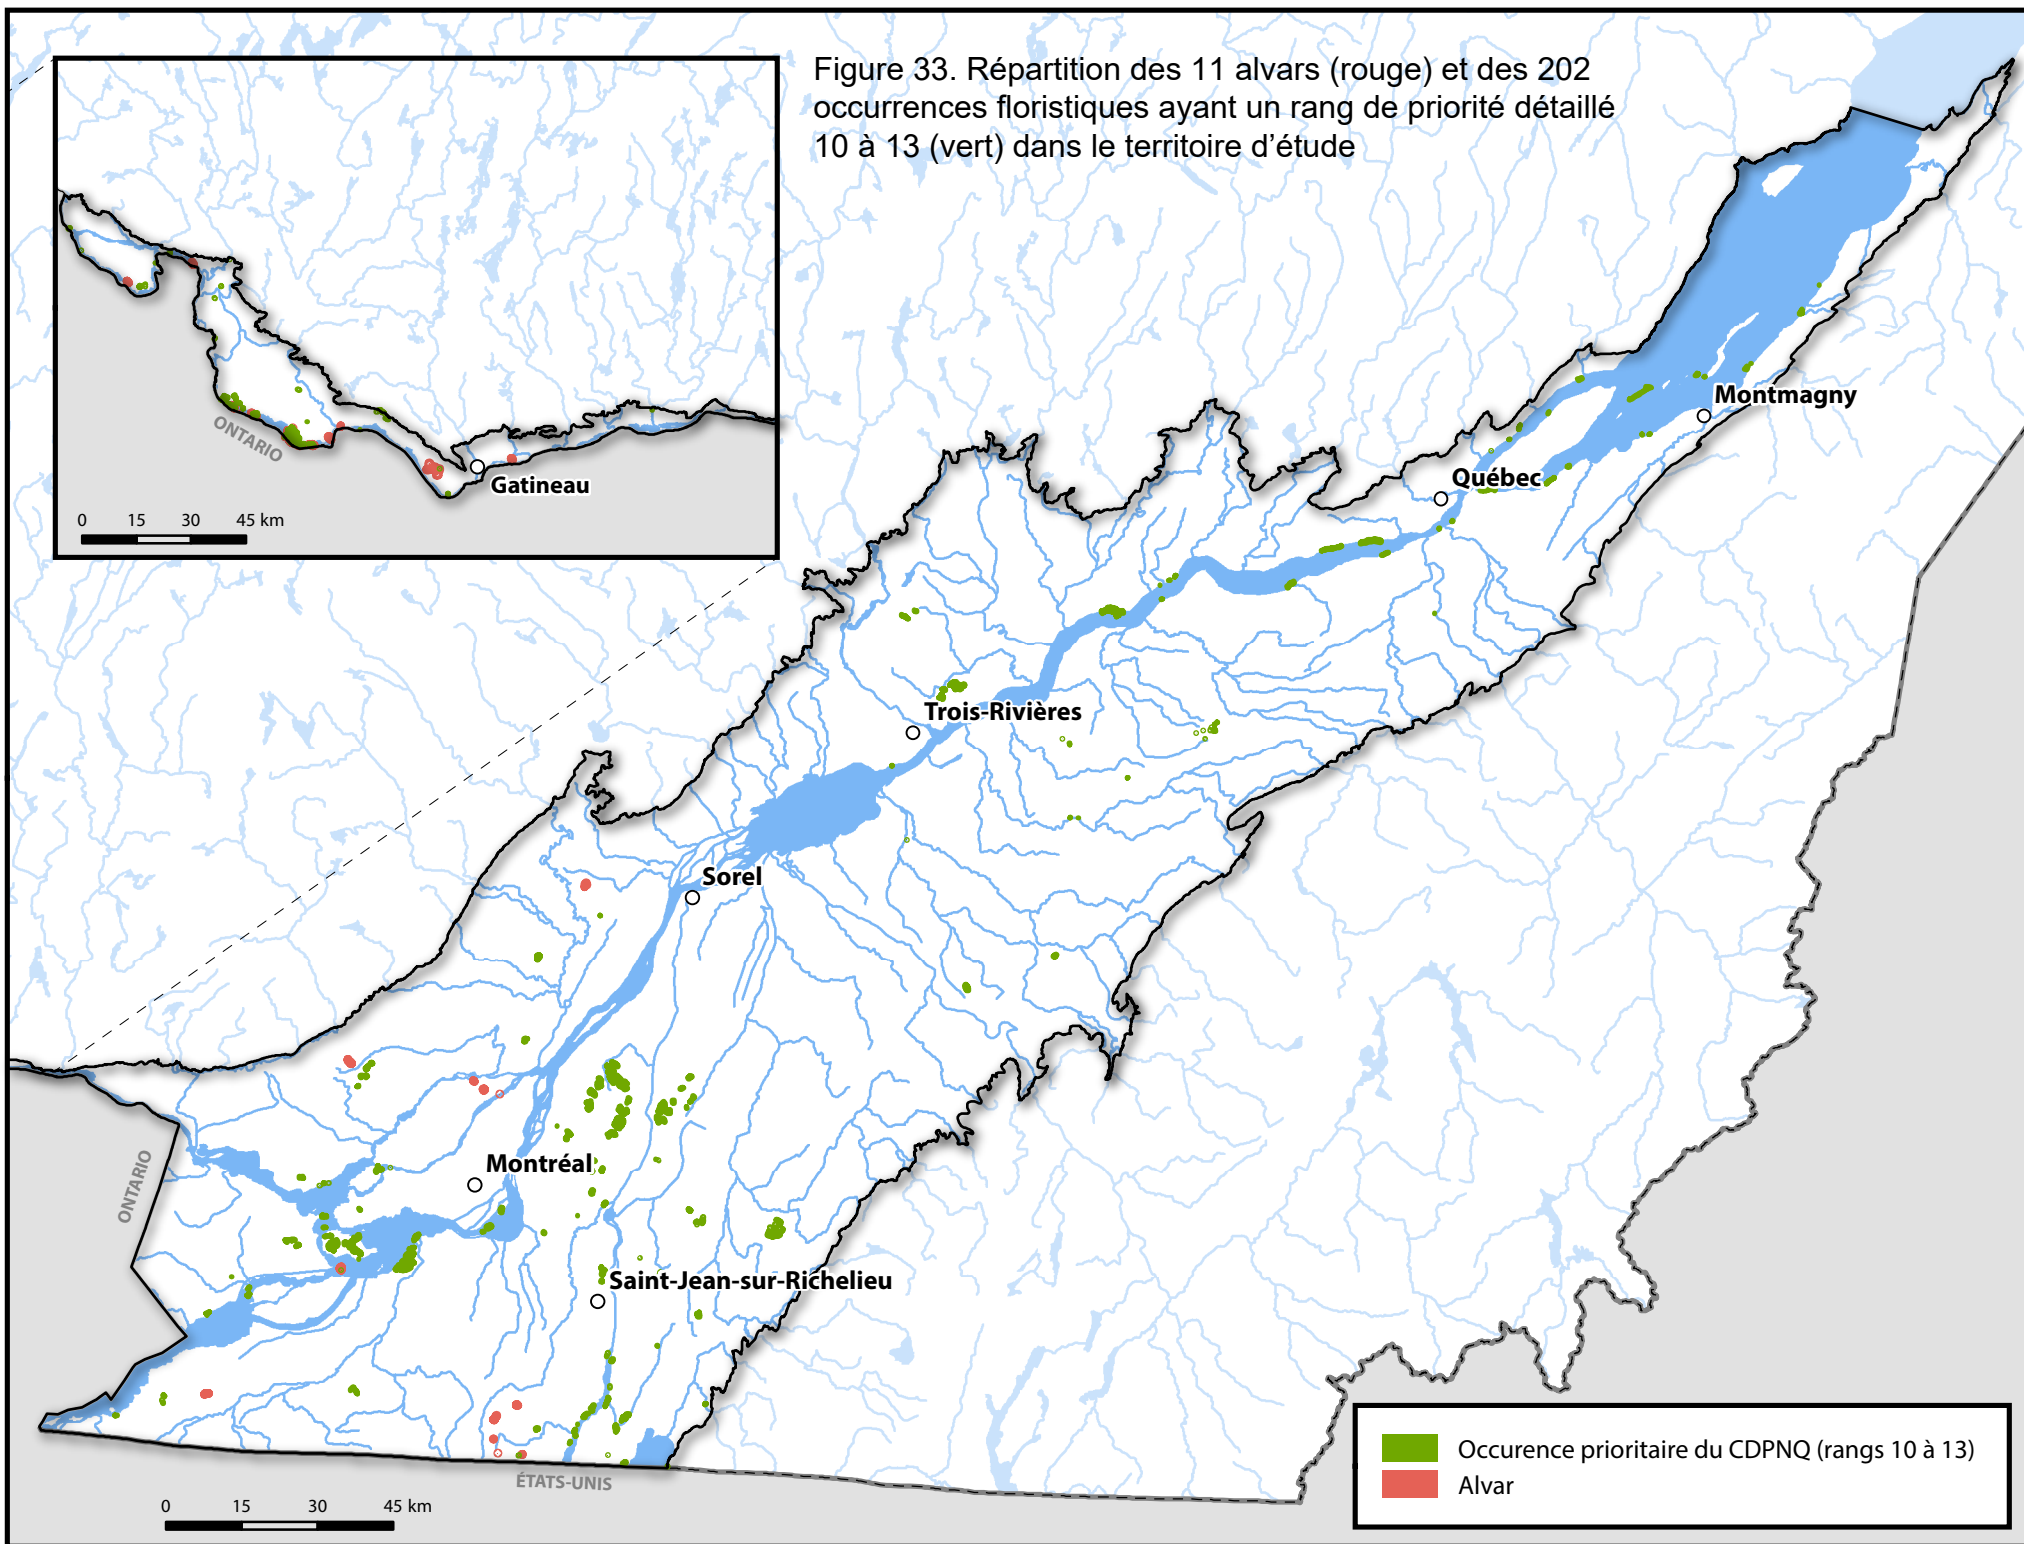 Figure 33. Répartition des 11 alvars (rouge) et des 202
occurrences floristiques ayant un rang de priorité détaillé
10 à 13 (vert) dans le territoire d'étude
ONTARIO
Gatineau
0 15 30 45 km
Montmagny
Québec
Trois-Rivières
Sorel
Montréal
ONTARIO
Saint-Jean-sur-Richelieu
ÉTATS-UNIS
0 15 30 45 km
Occurence prioritaire du CDPNQ (rangs 10 à 13)
Alvar